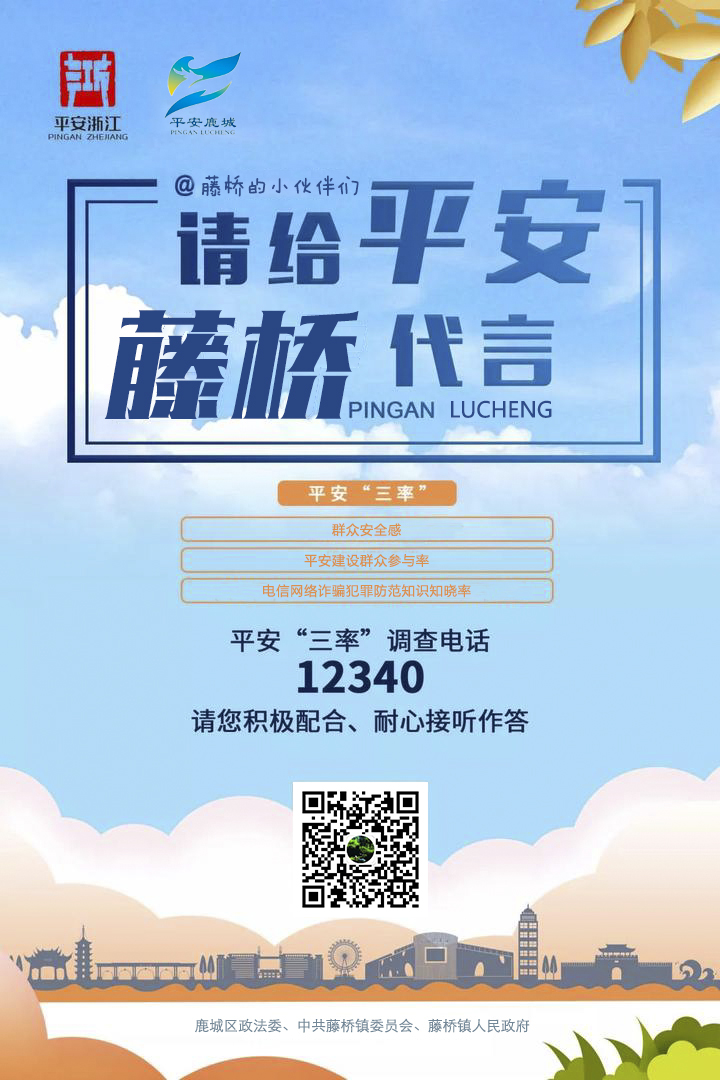 平安浙江
PINGAN ZHEJIANG
平安鹿城
PINGAN LUCHENG
@藤桥的小伙伴们
请给平安
藤桥代言
PINGAN LUCHENG
平安“三率”
群众安全感
平安建设群众参与率
电信网络诈骗犯罪防范知识知晓率
平安“三率”调查电话
12340
请您积极配合、耐心接听作答
鹿城区政法委、中共藤桥镇委员会、藤桥镇人民政府